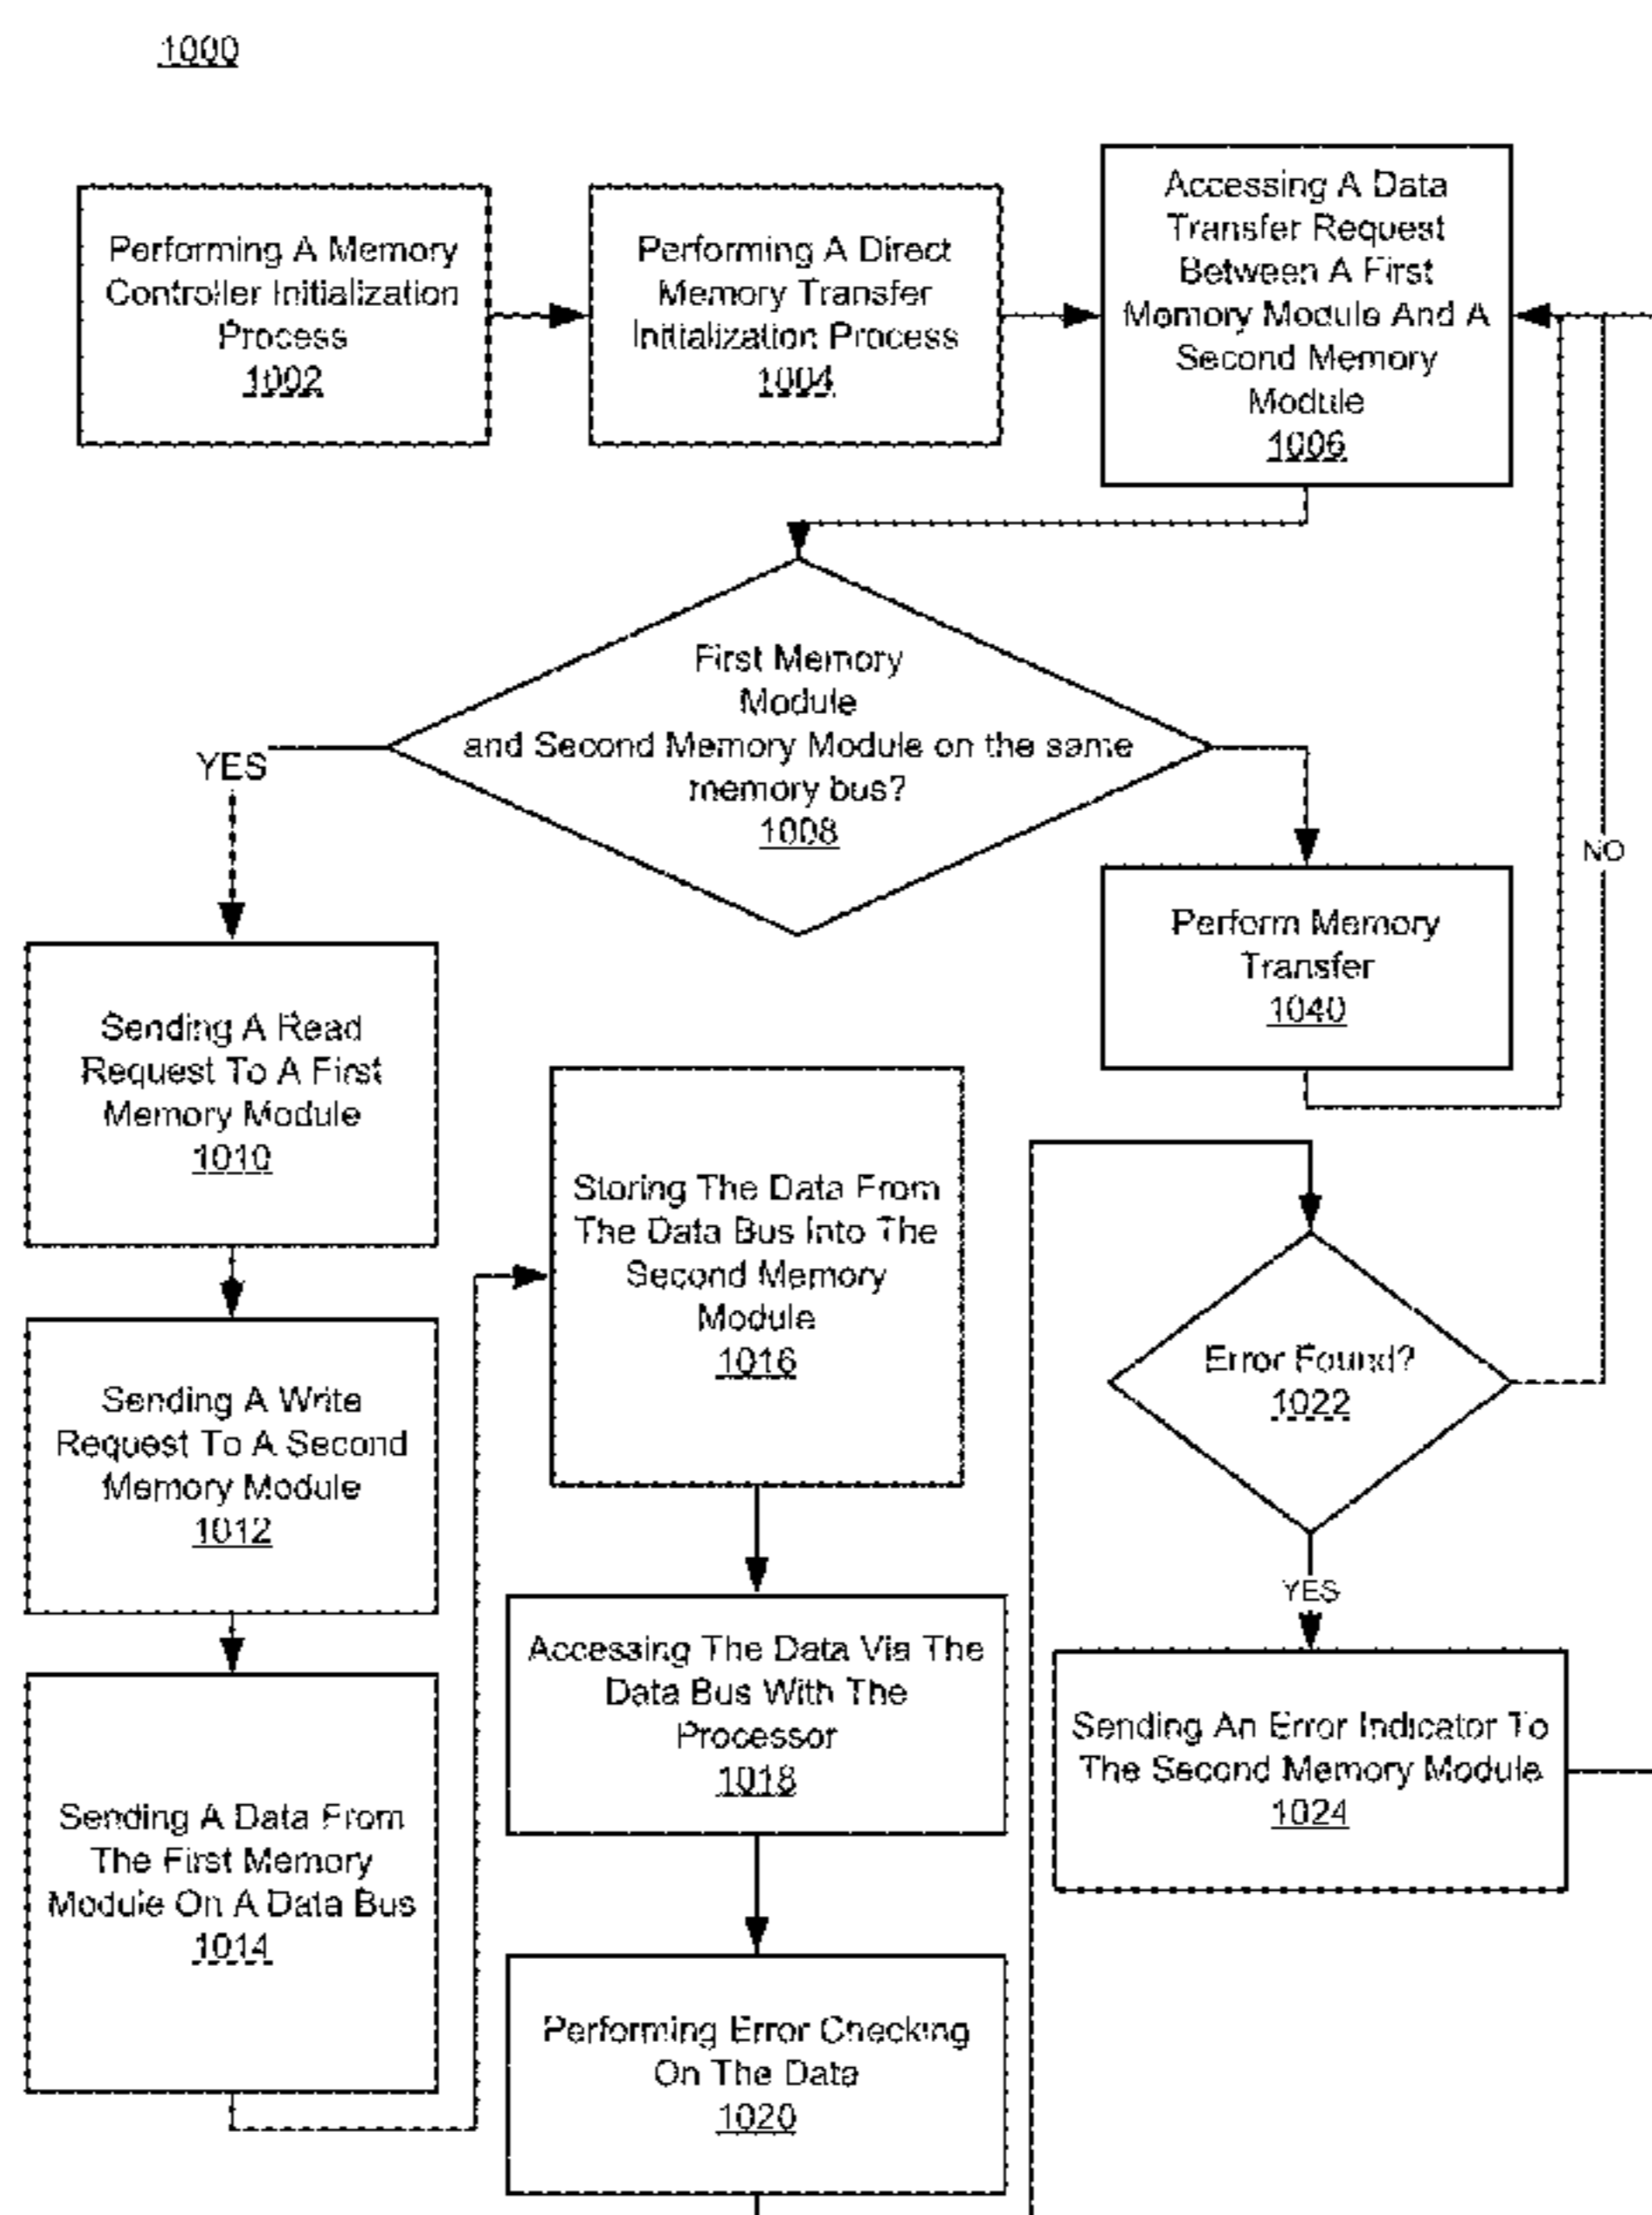 1000
Performing A Memory
Controller Initialization
Process
1002
Performing A Direct
Memory Transfer
Initialization Process
1004
Accessing A Data
Transfer Request
Between A First
Memory Module And A
Second Memory
Module
1006
First Memory
Module
and Second Memory Module on the same
memory bus?
1008
YES
NO
Perform Memory
Transfer
1040
Sending A Read
Request To A First
Memory Module
1010
Sending A Write
Request To A Second
Memory Module
1012
Sending A Data From
The First Memory
Module On A Data Bus
1014
Storing The Data From
The Data Bus Into The
Second Memory
Module
1016
Accessing The Data Via The
Data Bus With The
Processor
1018
Performing Error Checking
On The Data
1020
Error Found?
1022
YES
Sending An Error Indicator To
The Second Memory Module
1024